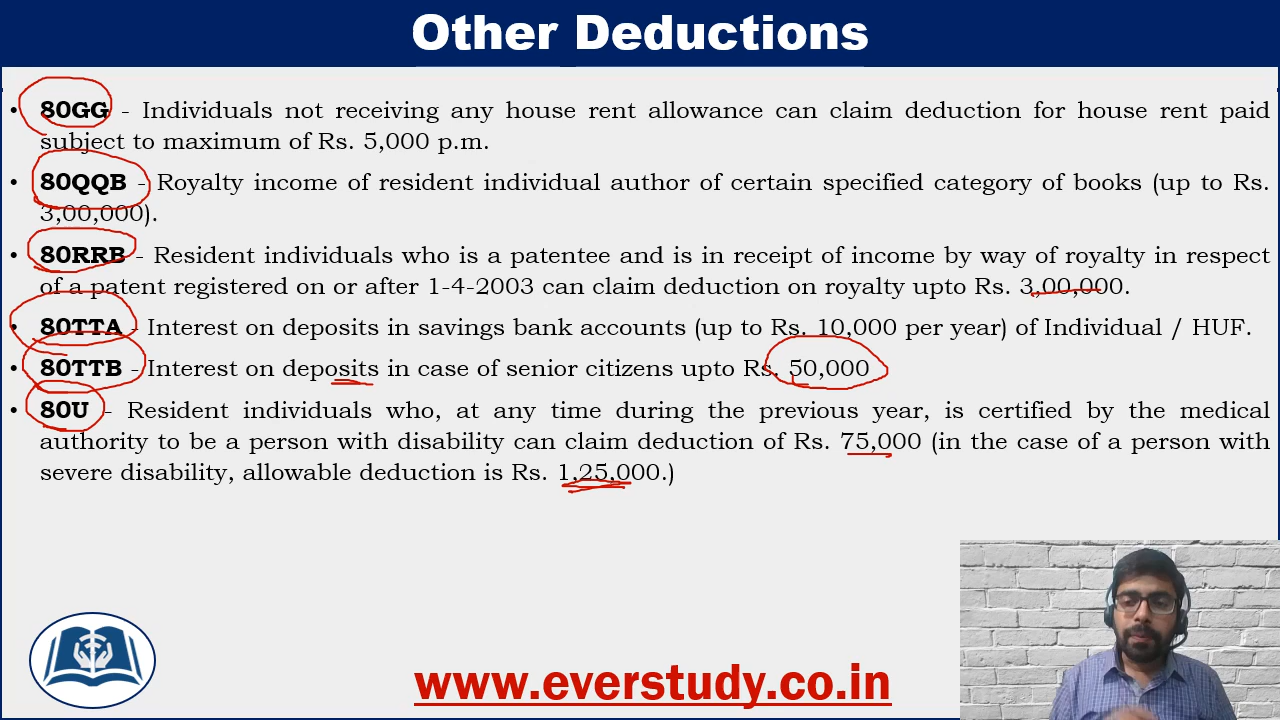 Other Deductions
• 80GG - Individuals not receiving any house rent allowance can claim deduction for house rent paid
subject to maximum of Rs. 5,000 p.m.
• 80QQB - Royalty income of resident individual author of certain specified category of books (up to Rs.
3,00,000).
• 80RRB - Resident individuals who is a patentee and is in receipt of income by way of royalty in respect
of a patent registered on or after 1-4-2003 can claim deduction on royalty upto Rs. 3,00,000.
• 80TTA - Interest on deposits in savings bank accounts (up to Rs. 10,000 per year) of Individual / HUF.
• 80TTB - Interest on deposits in case of senior citizens upto Rs. 50,000
• 80U - Resident individuals who, at any time during the previous year, is certified by the medical
authority to be a person with disability can claim deduction of Rs. 75,000 (in the case of a person with
severe disability, allowable deduction is Rs. 1,25,000.)
www.everstudy.co.in